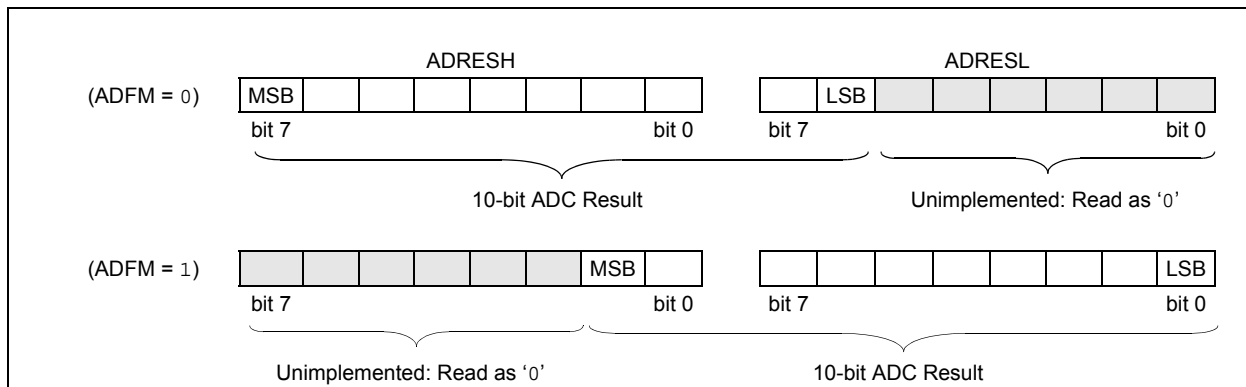 ADRESH ADRESL
(ADFM = 0) MSB LSB
bit 7 bit 0 bit 7 bit 0
10-bit ADC Result Unimplemented: Read as ‘0’
(ADFM = 1) MSB LSB
bit 7 bit 0 bit 7 bit 0
Unimplemented: Read as ‘0’ 10-bit ADC Result